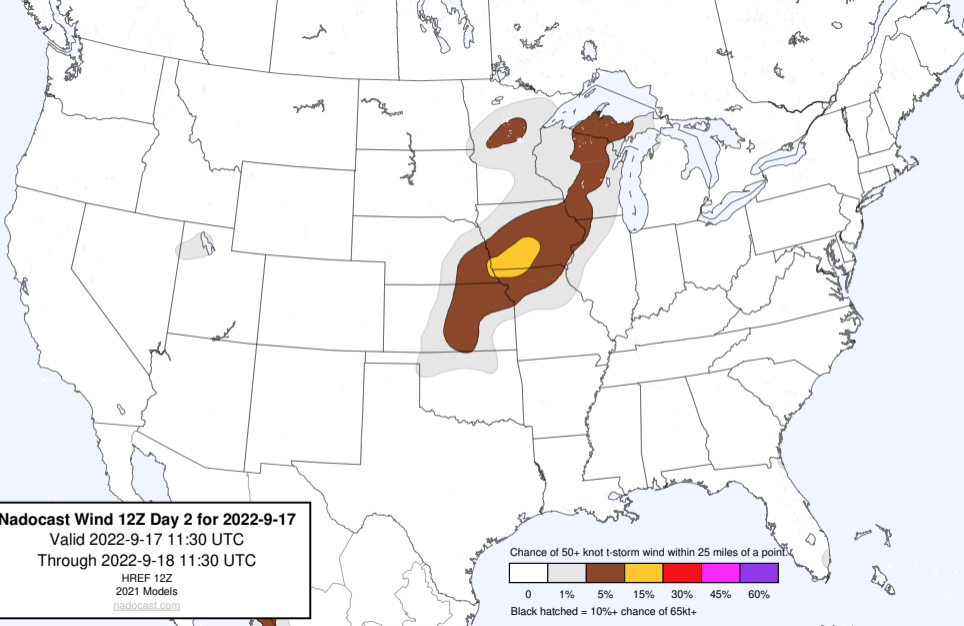 Nadocast Wind 12Z Day 2 for 2022-9-17
Valid 2022-9-17 11:30 UTC
Through 2022-9-18 11:30 UTC
HREF 12Z
2021 Models
nadocast.com
Chance of 50+ knot t-storm wind within 25 miles of a point.
0 1% 5% 15% 30% 45% 60%
Black hatched = 10%+ chance of 65kt+